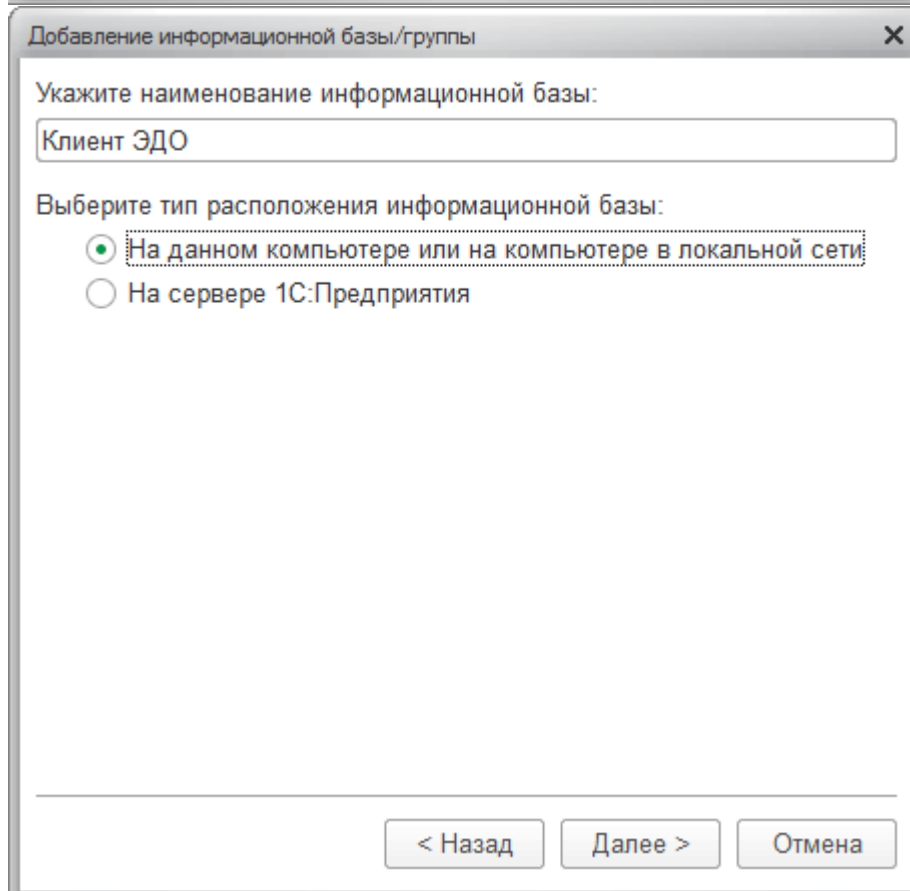 Добавление информационной базы/группы
Укажите наименование информационной базы:
Клиент ЭДО
Выберите тип расположения информационной базы:
На данном компьютере или на компьютере в локальной сети
На сервере 1С:Предприятия
< Назад
Далее >
Отмена